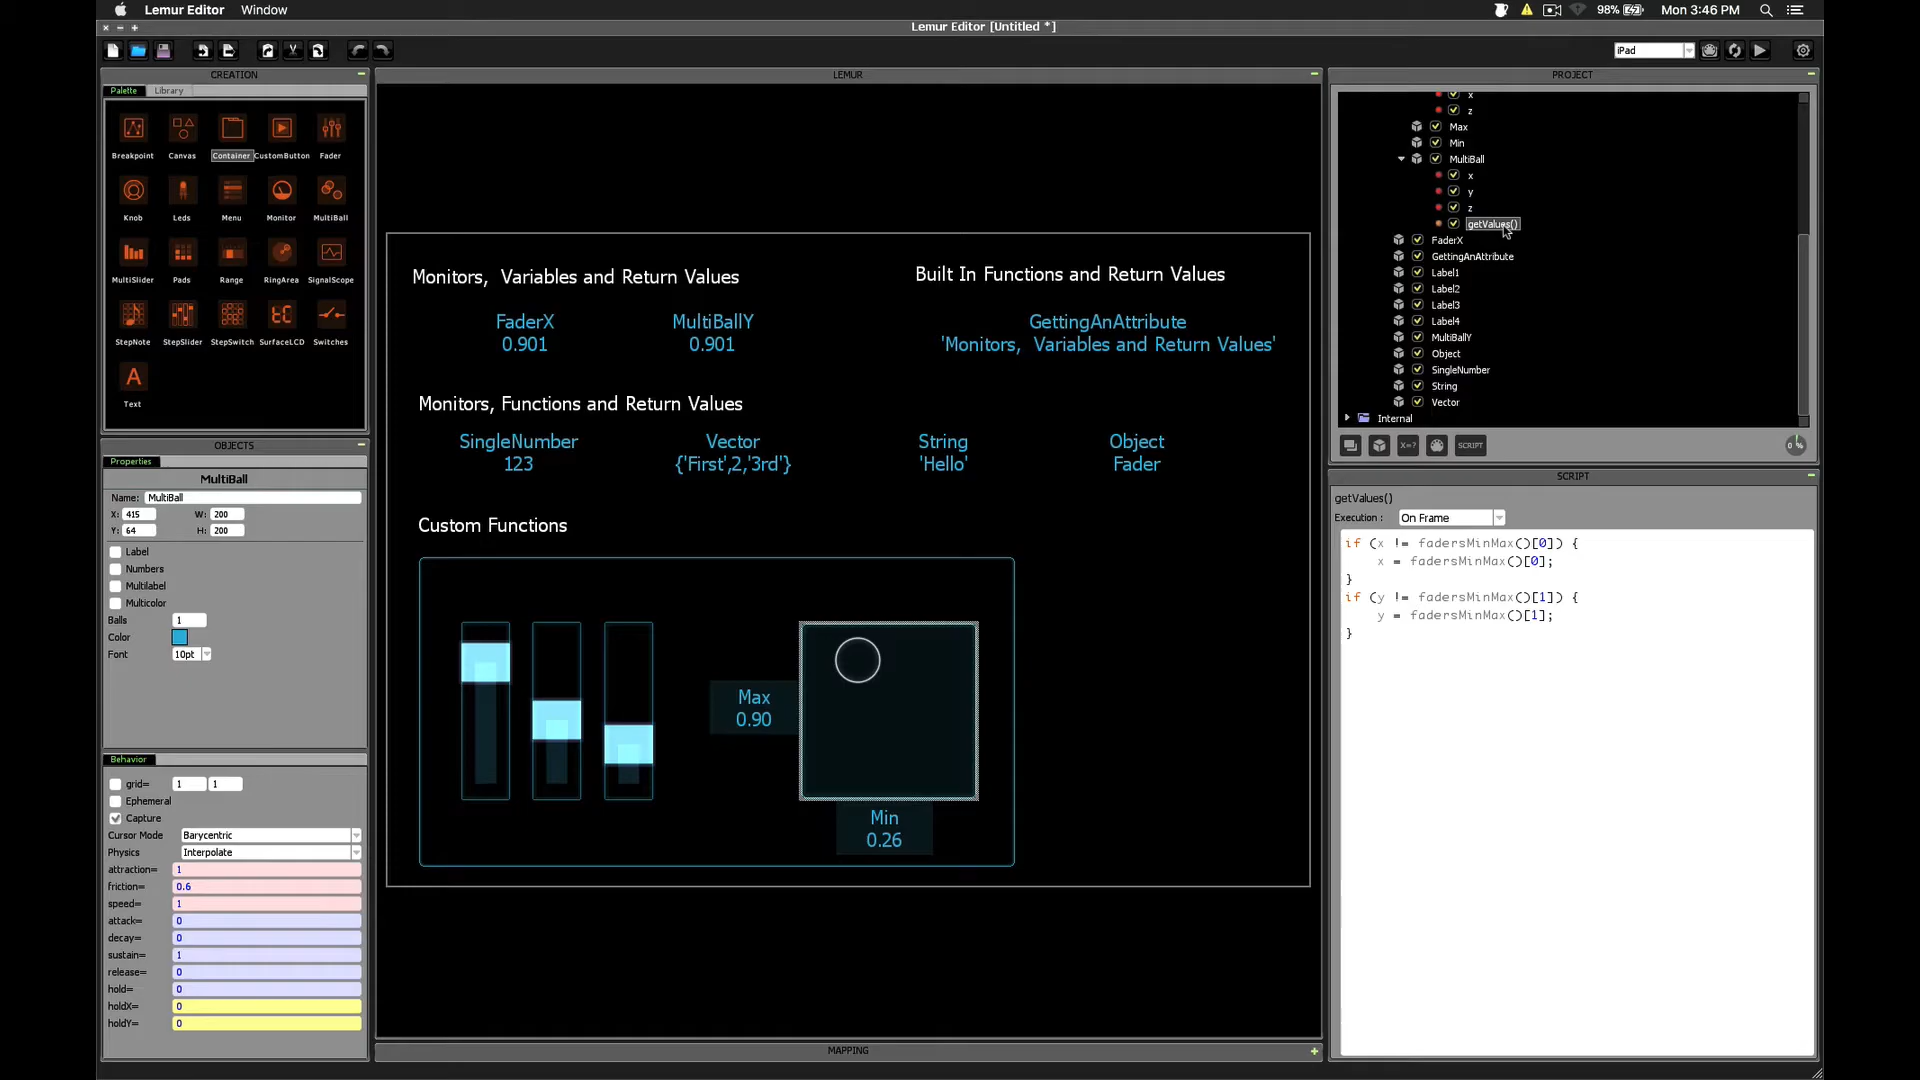 Lemur Editor Window
98% Mon 3:46 PM
Lemur Editor [Untitled *]
iPad
CREATION
Palette Library
Breakpoint Canvas Container CustomButton Fader
Knob Leds Menu Monitor MultiBall
MultiSlider Pads Range RingArea SignalScope
StepNote StepSlider StepSwitch SurfaceLCD Switches
A
Text
OBJECTS
Properties
MultiBall
Name: MultiBall
X: 415 W: 200
Y: 64 H: 200
Label
Numbers
Multilabel
Multicolor
Balls 1
Color
Font 10pt
Behavior
grid= 1 1
Ephemeral
Capture
Cursor Mode Barycentric
Physics Interpolate
attraction= 1
friction= 0.6
speed= 1
attack= 0
decay= 0
sustain= 1
release= 0
hold= 0
holdX= 0
holdY= 0
LEMUR
Monitors, Variables and Return Values
FaderX MultiBallY
0.901 0.901
Built In Functions and Return Values
GettingAnAttribute
'Monitors, Variables and Return Values'
Monitors, Functions and Return Values
SingleNumber Vector String Object
123 {'First',2,'3rd'} 'Hello' Fader
Custom Functions
Max
0.90
Min
0.26
MAPPING
PROJECT
x
z
Max
Min
MultiBall
x
y
z
getValues()
FaderX
GettingAnAttribute
Label1
Label2
Label3
Label4
MultiBallY
Object
SingleNumber
String
Vector
Internal
X=? SCRIPT 0 %
SCRIPT
getValues()
Execution : On Frame
if (x != fadersMinMax()[0]) {
x = fadersMinMax()[0];
}
if (y != fadersMinMax()[1]) {
y = fadersMinMax()[1];
}